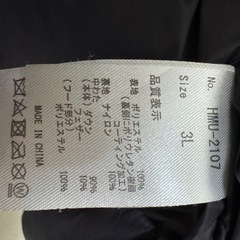 No. HMU-2107
Size 3L
品質表示
表地 ポリエステル 100%
(裏側にポリウレタン樹脂
コーティング加工)
裏地 ナイロン 100%
中わた
(本体)ダウン 90%
フェザー 10%
(フード部分)
ポリエステル 100%
MADE IN CHINA